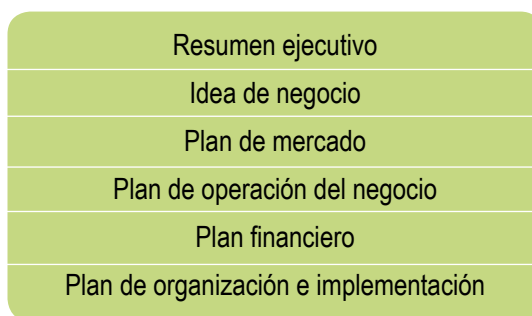 Resumen ejecutivo
Idea de negocio
Plan de mercado
Plan de operación del negocio
Plan financiero
Plan de organización e implementación